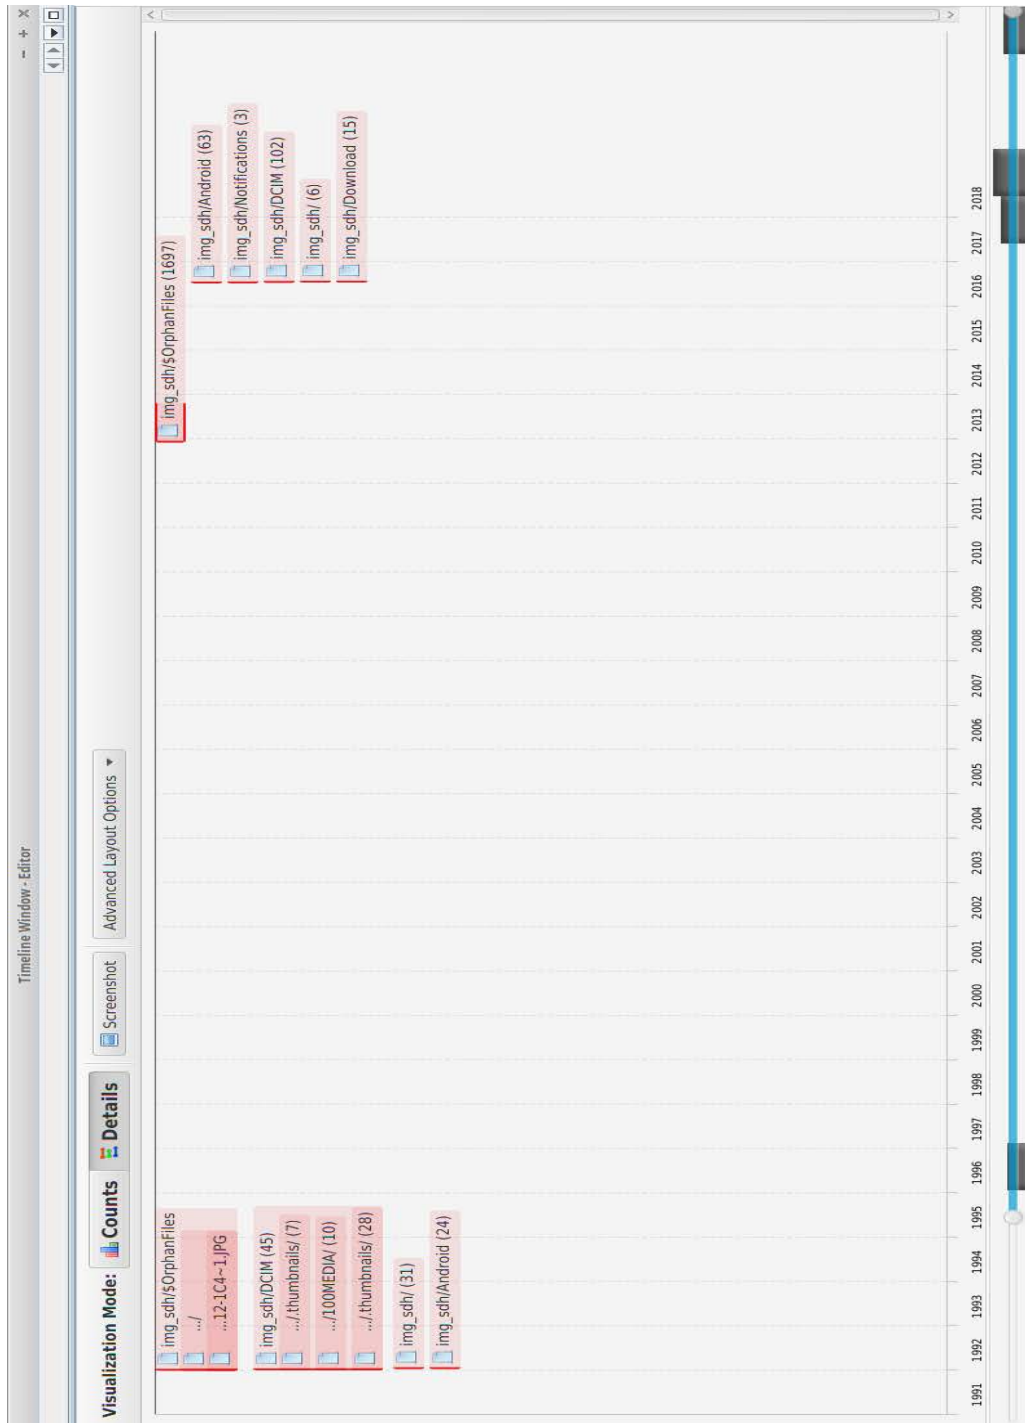 Timeline Window - Editor
Visualization Mode: Counts Details Screenshot Advanced Layout Options
img_sdh/$OrphanFiles
.../
...12-1C4~1.JPG
img_sdh/DCIM (45)
.../.thumbnails/ (7)
.../100MEDIA/ (10)
.../.thumbnails/ (28)
img_sdh/ (31)
img_sdh/Android (24)
img_sdh/$OrphanFiles (1697)
img_sdh/Android (63)
img_sdh/Notifications (3)
img_sdh/DCIM (102)
img_sdh/ (6)
img_sdh/Download (15)
1991 1992 1993 1994 1995 1996 1997 1998 1999 2000 2001 2002 2003 2004 2005 2006 2007 2008 2009 2010 2011 2012 2013 2014 2015 2016 2017 2018